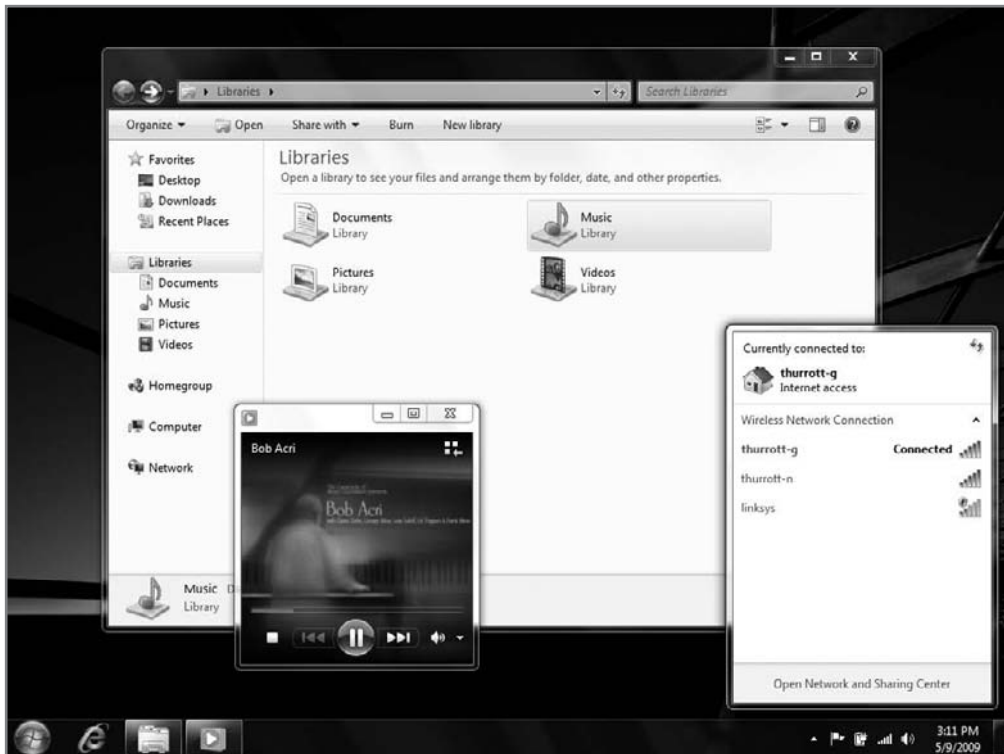 Libraries
Search Libraries
Organize Open Share with Burn New library
Favorites
Desktop
Downloads
Recent Places
Libraries
Documents
Music
Pictures
Videos
Homegroup
Computer
Network
Libraries
Open a library to see your files and arrange them by folder, date, and other properties.
Documents
Library
Music
Library
Pictures
Library
Videos
Library
Music
Library
Bob Acri
Bob Acri
Currently connected to:
thurrott-g
Internet access
Wireless Network Connection
thurrott-g Connected
thurrott-n
linksys
Open Network and Sharing Center
3:11 PM
5/9/2009